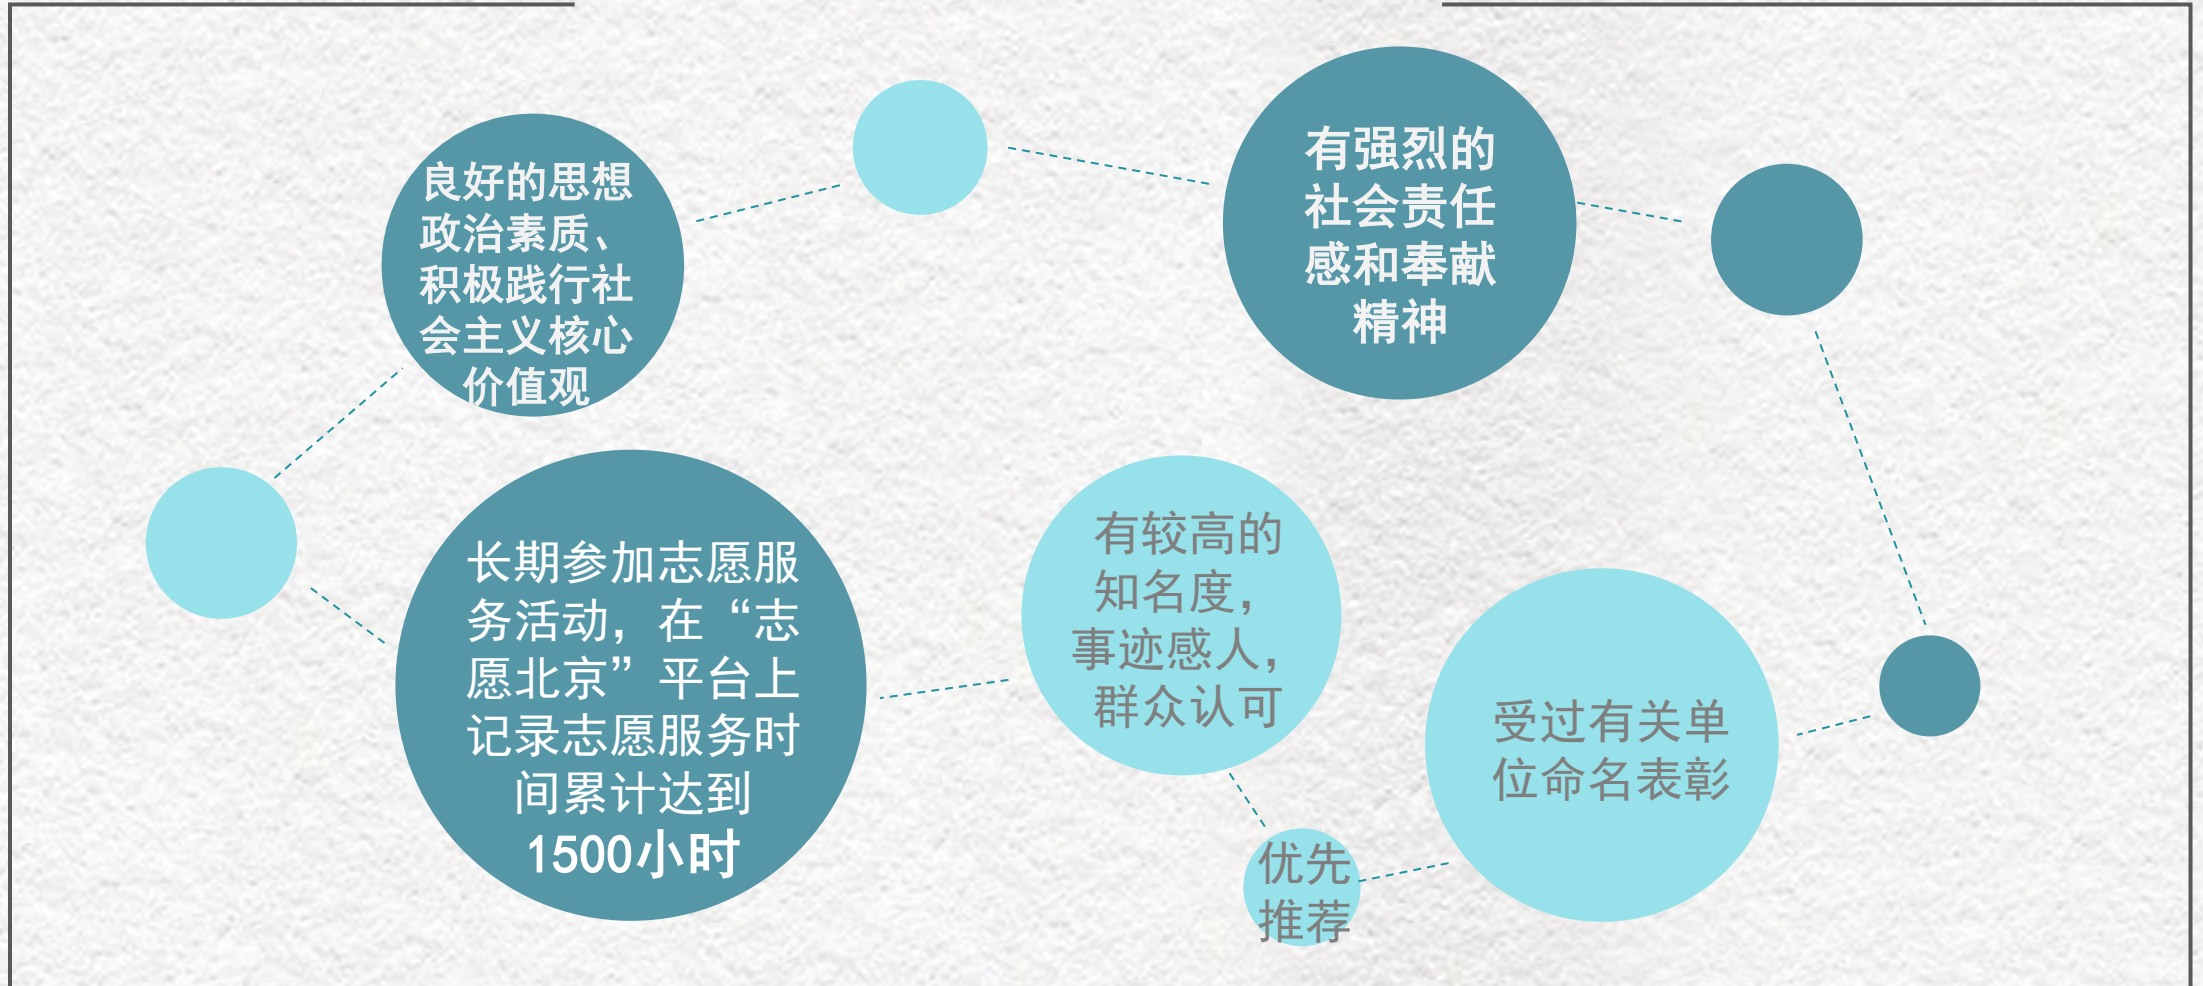 良好的思想
政治素质、
积极践行社
会主义核心
价值观
有强烈的
社会责任
感和奉献
精神
长期参加志愿服
务活动，在“志
愿北京”平台上
记录志愿服务时
间累计达到
1500小时
有较高的
知名度，
事迹感人，
群众认可
受过有关单
位命名表彰
优先
推荐